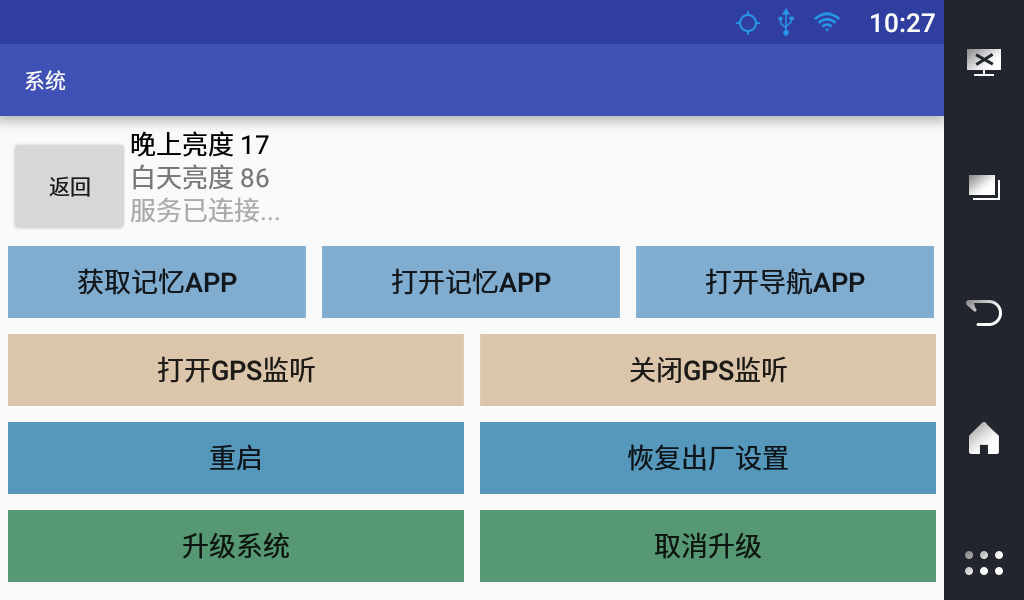 10:27
系统
返回
晚上亮度 17
白天亮度 86
服务已连接...
获取记忆APP
打开记忆APP
打开导航APP
打开GPS监听
关闭GPS监听
重启
恢复出厂设置
升级系统
取消升级